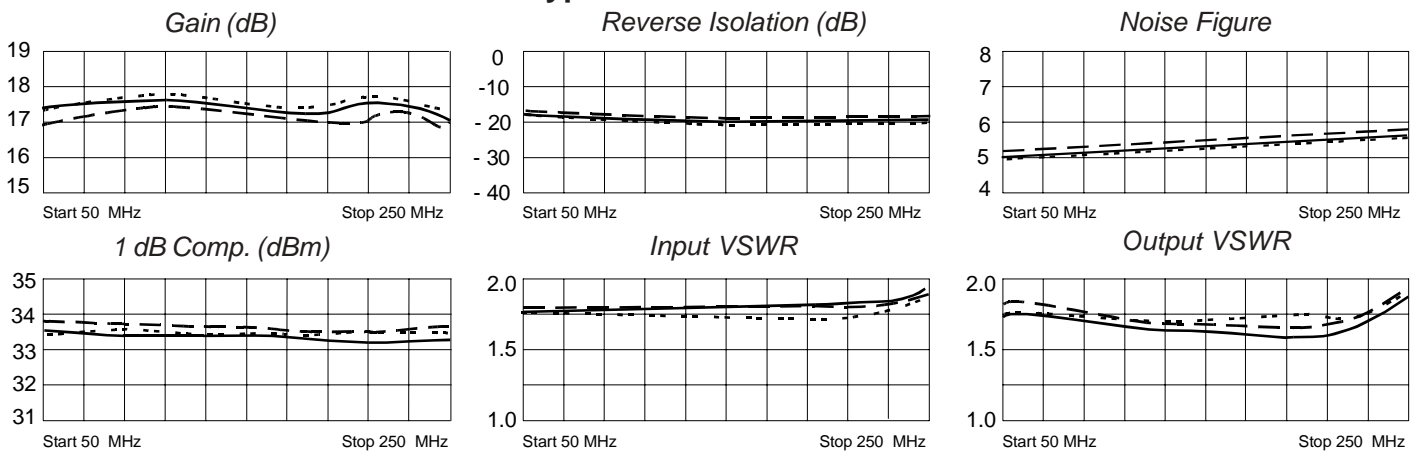 Gain (dB)
19
18
17
16
15
Start 50 MHz
Stop 250 MHz
Reverse Isolation (dB)
0
-10
- 20
- 30
- 40
Start 50 MHz
Stop 250 MHz
Noise Figure
8
7
6
5
4
Start 50 MHz
Stop 250 MHz
1 dB Comp. (dBm)
35
34
33
32
31
Start 50 MHz
Stop 250 MHz
Input VSWR
2.0
1.5
1.0
Start 50 MHz
Stop 250 MHz
Output VSWR
2.0
1.5
1.0
Start 50 MHz
Stop 250 MHz